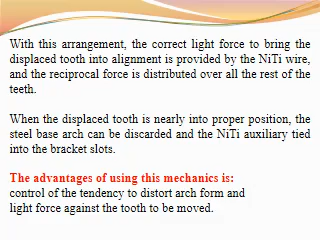 With this arrangement, the correct light force to bring the
displaced tooth into alignment is provided by the NiTi wire,
and the reciprocal force is distributed over all the rest of the
teeth.
When the displaced tooth is nearly into proper position, the
steel base arch can be discarded and the NiTi auxiliary tied
into the bracket slots.
The advantages of using this mechanics is:
control of the tendency to distort arch form and
light force against the tooth to be moved.